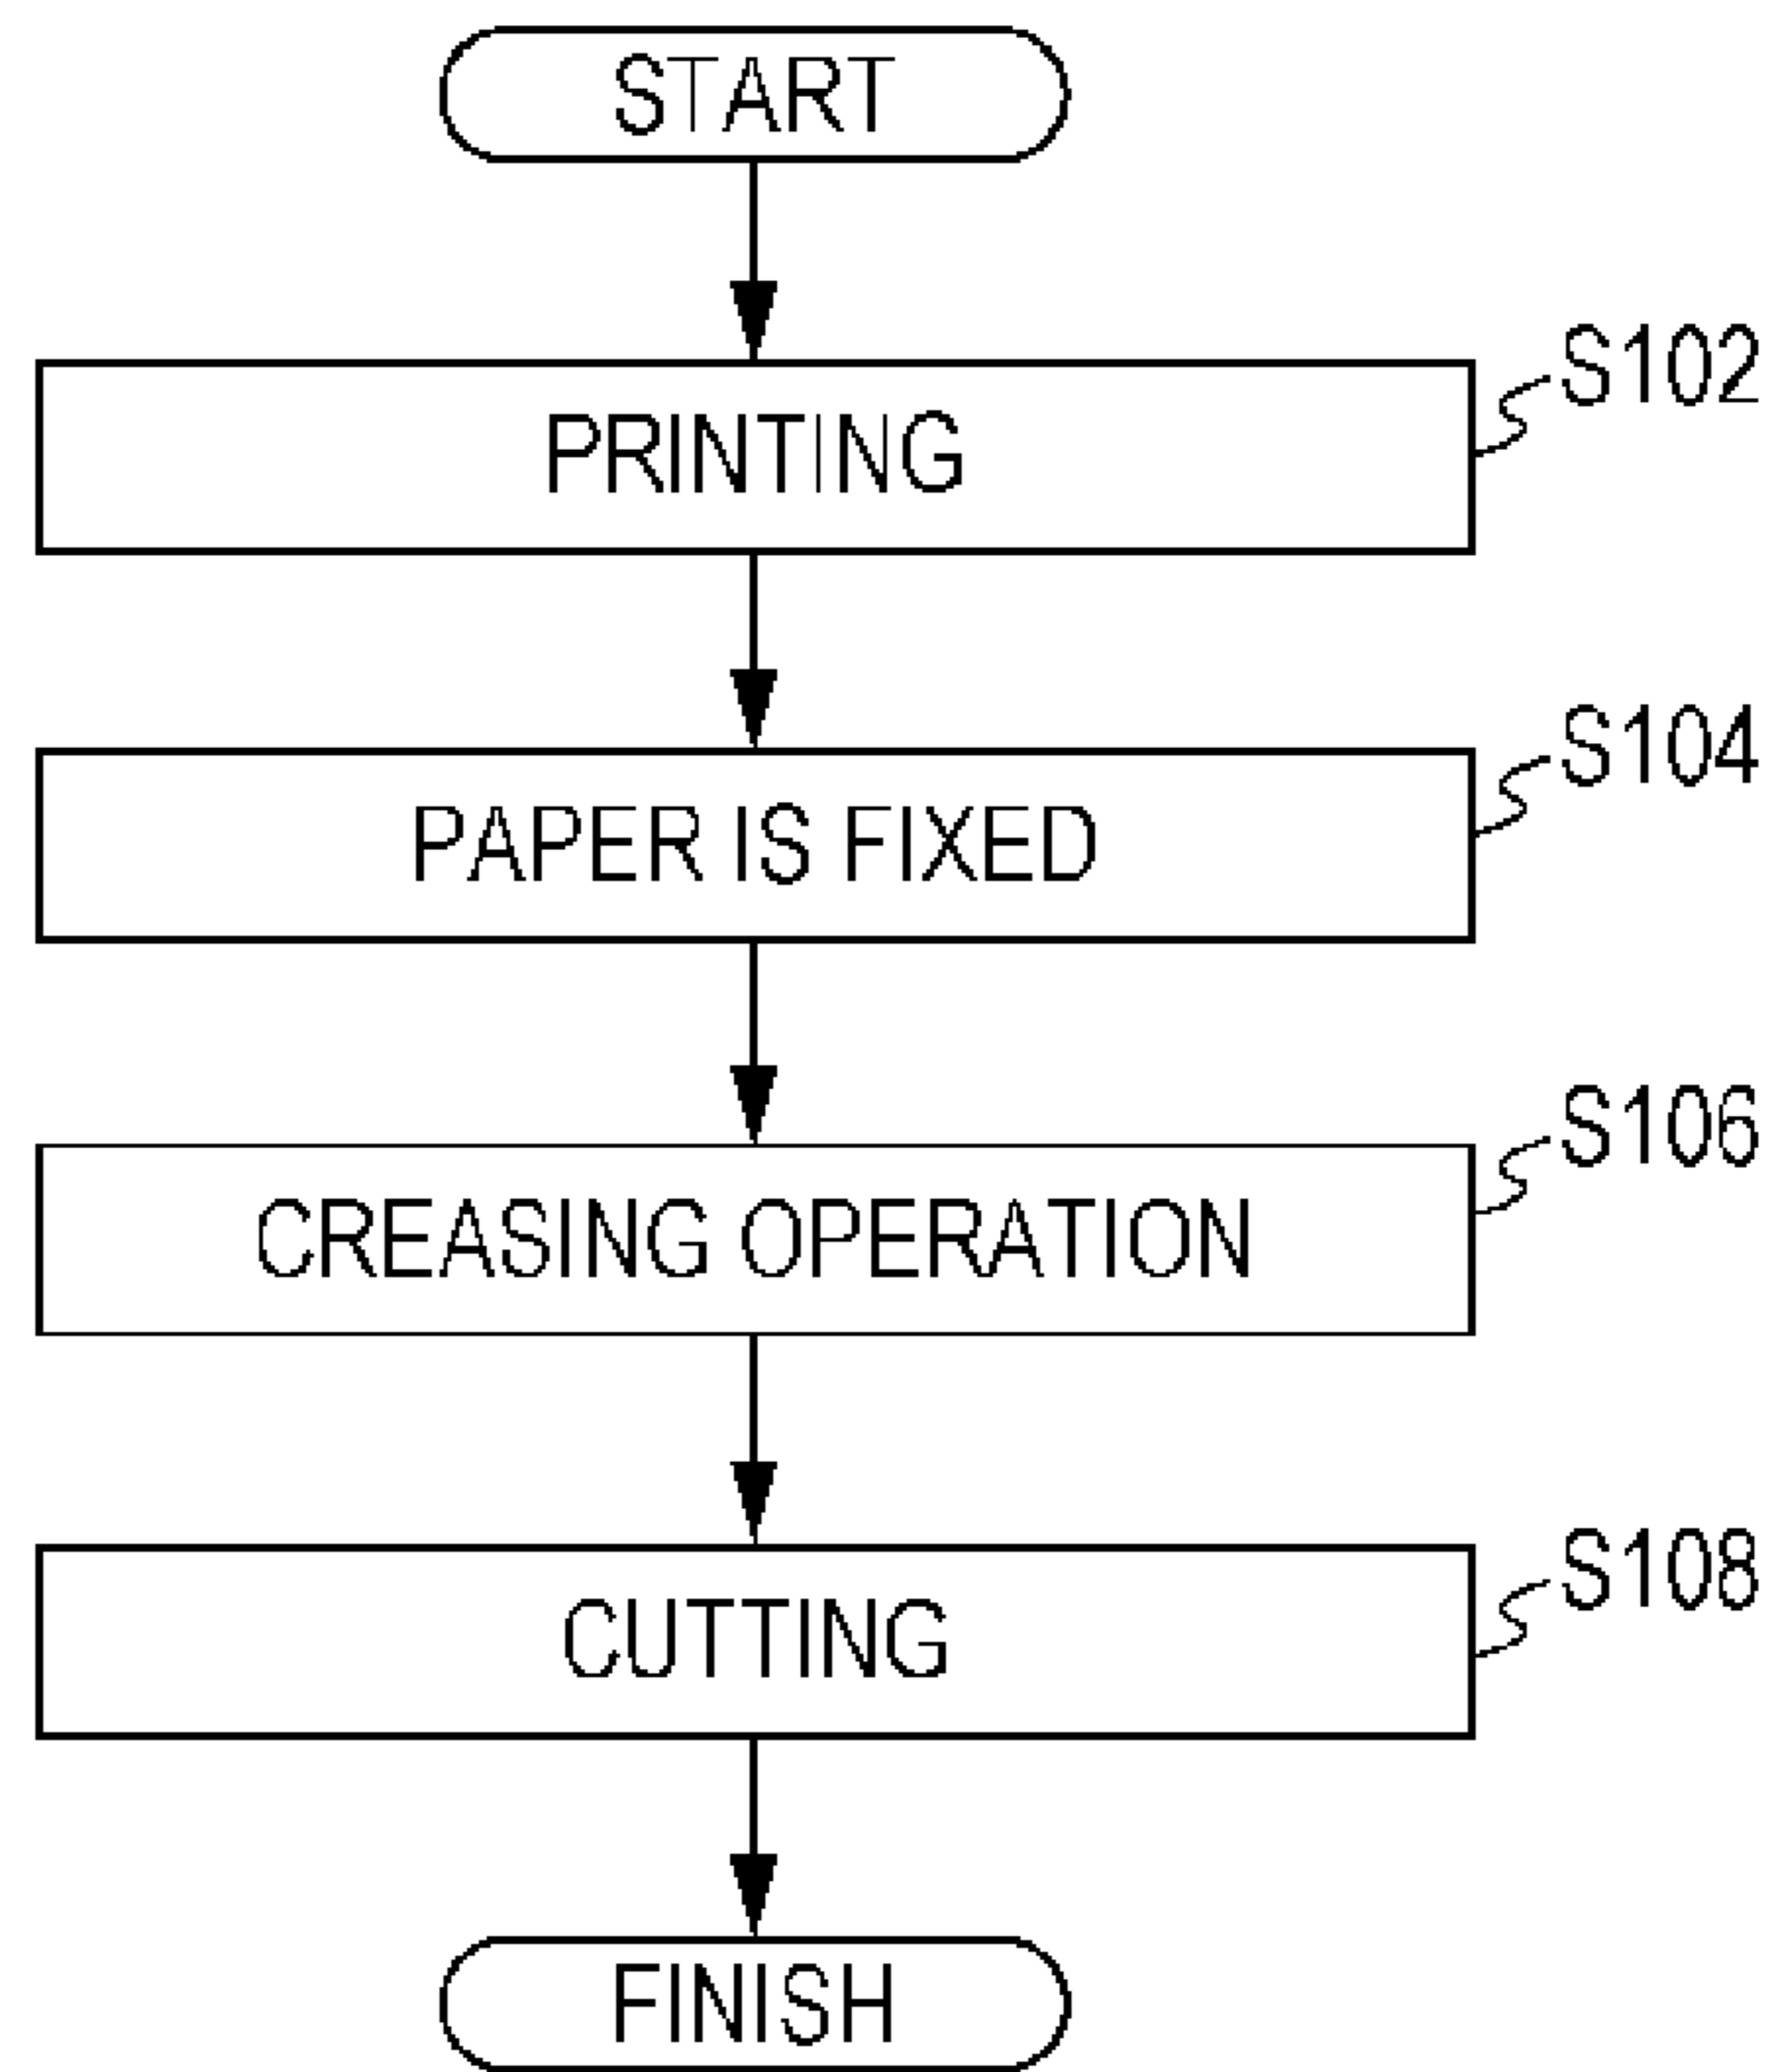 START
S102
PRINTING
S104
PAPER IS FIXED
S106
CREASING OPERATION
S108
CUTTING
FINISH